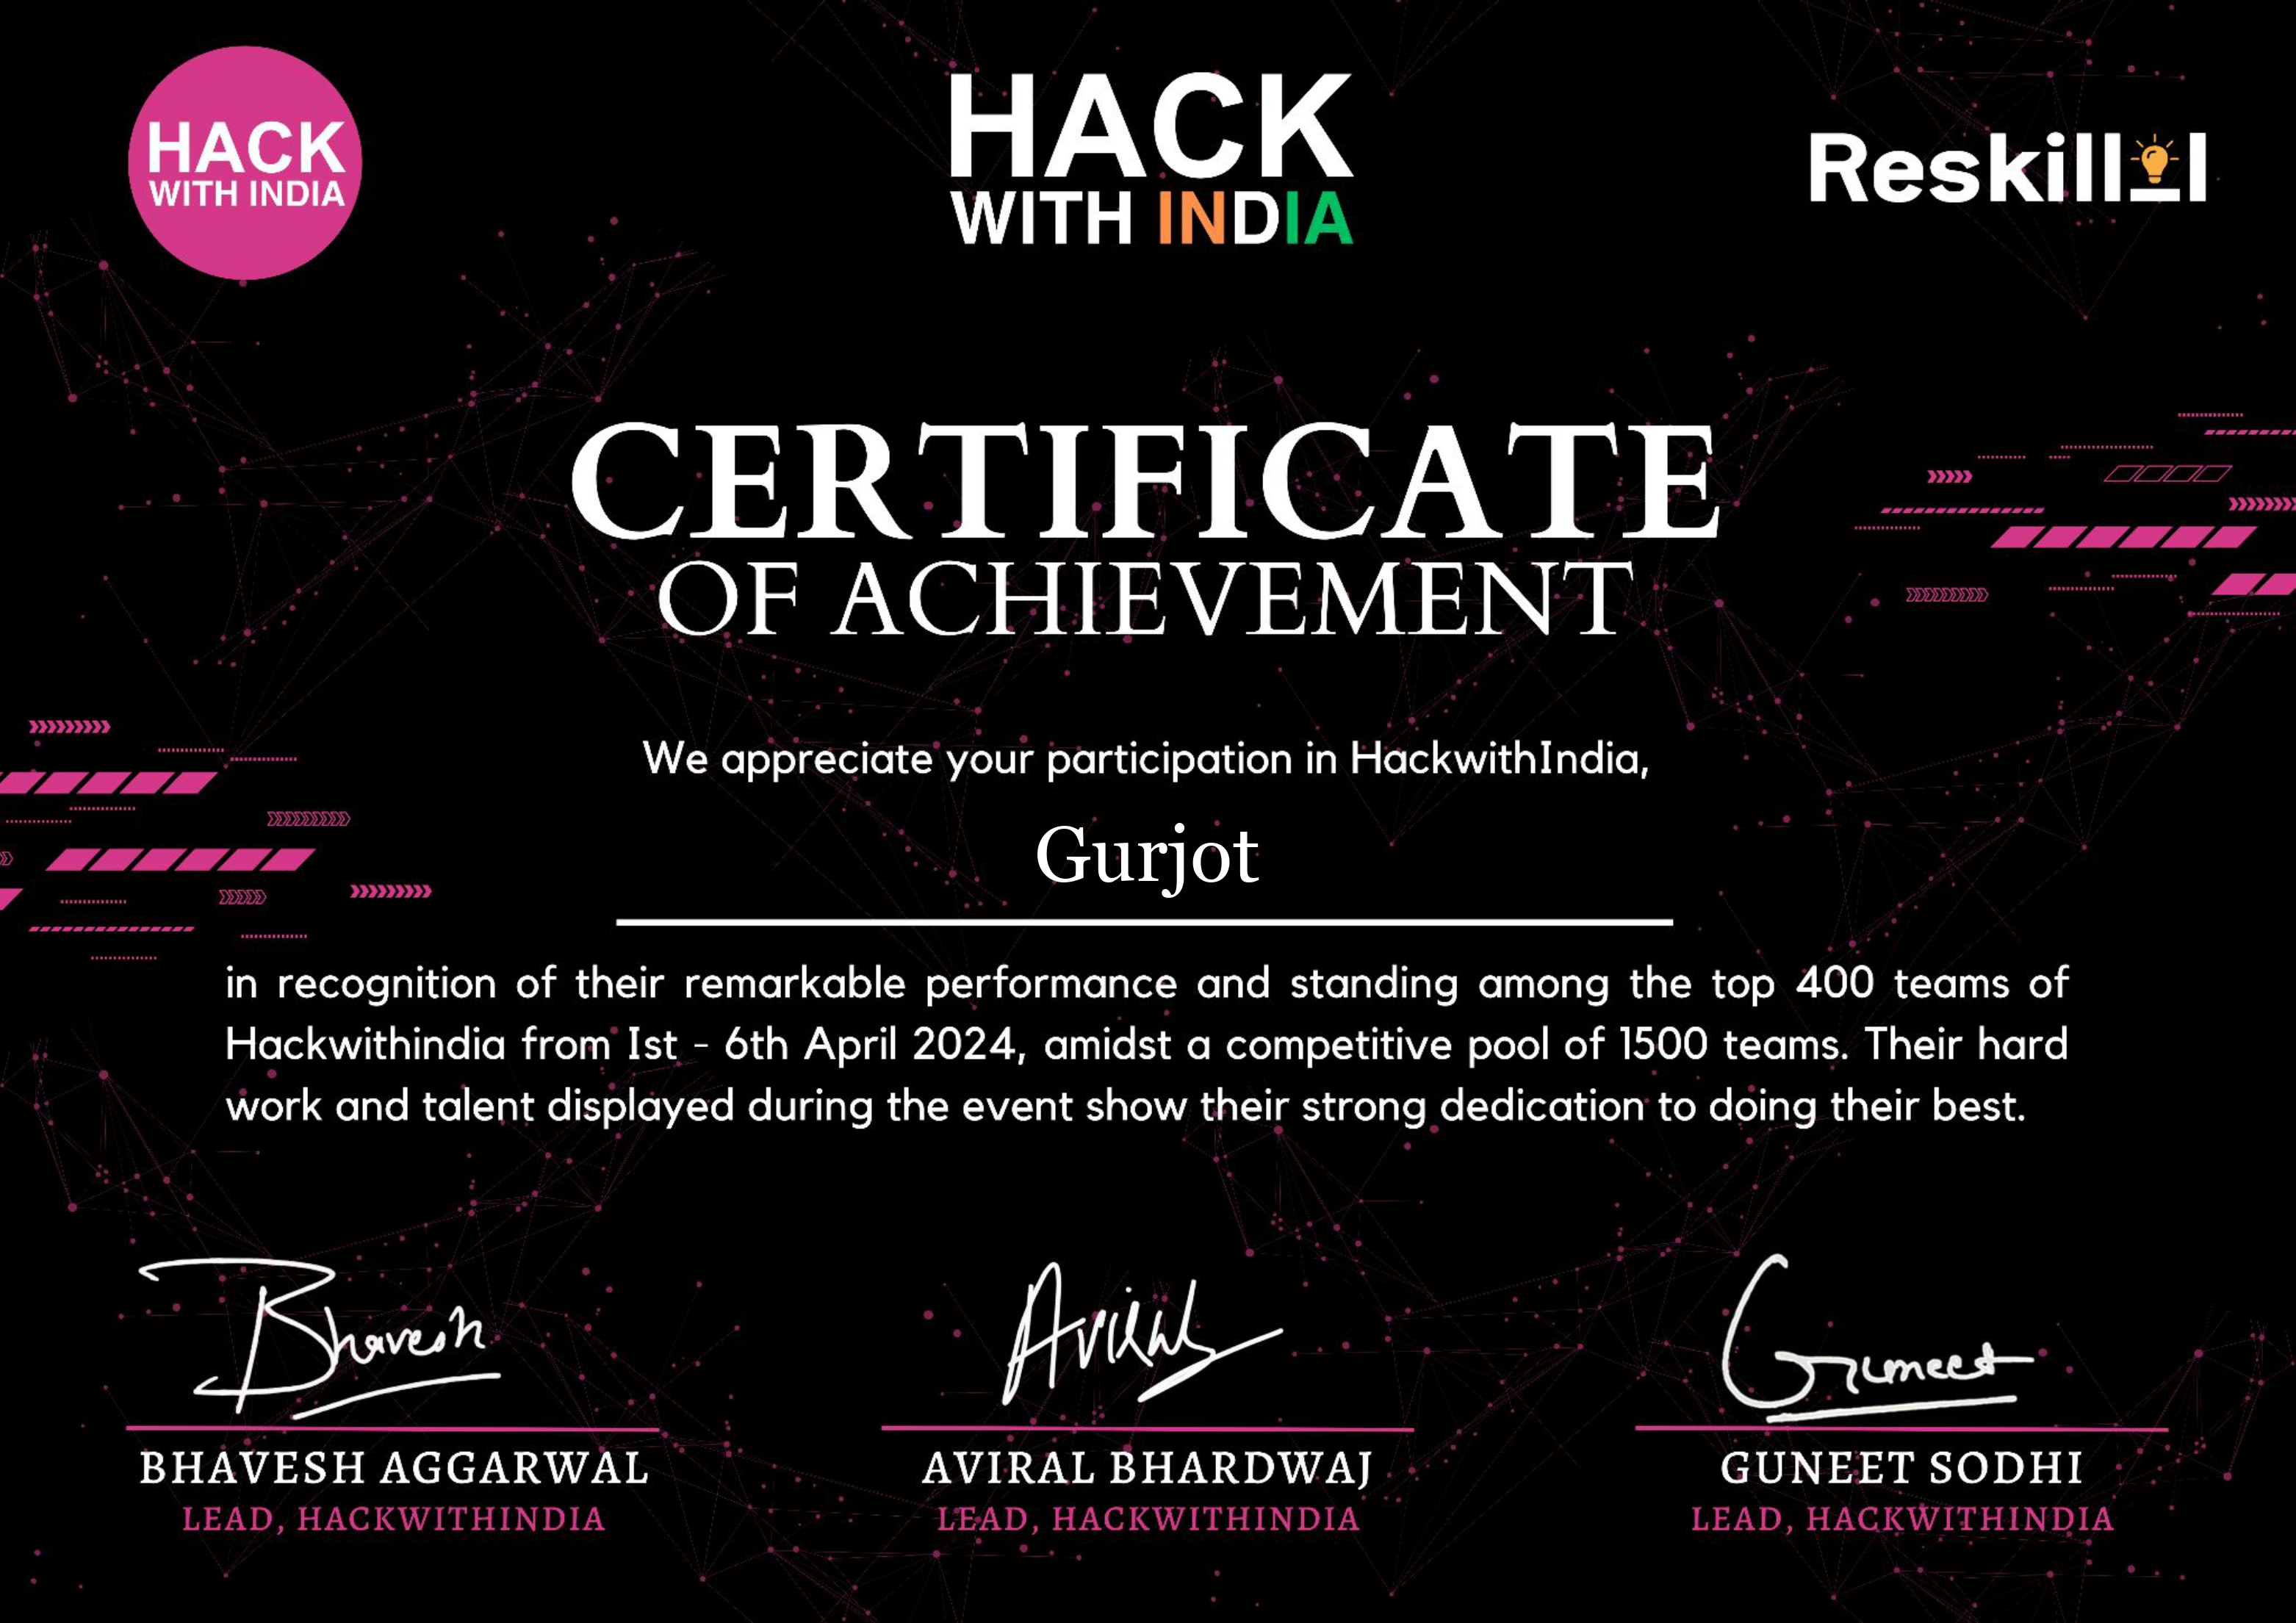 HACK
WITH INDIA
HACK
WITH INDIA
Reskilll
CERTIFICATE
OF ACHIEVEMENT
We appreciate your participation in HackwithIndia,
Gurjot
in recognition of their remarkable performance and standing among the top 400 teams of
Hackwithindia from Ist - 6th April 2024, amidst a competitive pool of 1500 teams. Their hard
work and talent displayed during the event show their strong dedication to doing their best.
Bhavesh
Aviral
Guneet
BHAVESH AGGARWAL
AVIRAL BHARDWAJ
GUNEET SODHI
LEAD, HACKWITHINDIA
LEAD, HACKWITHINDIA
LEAD, HACKWITHINDIA